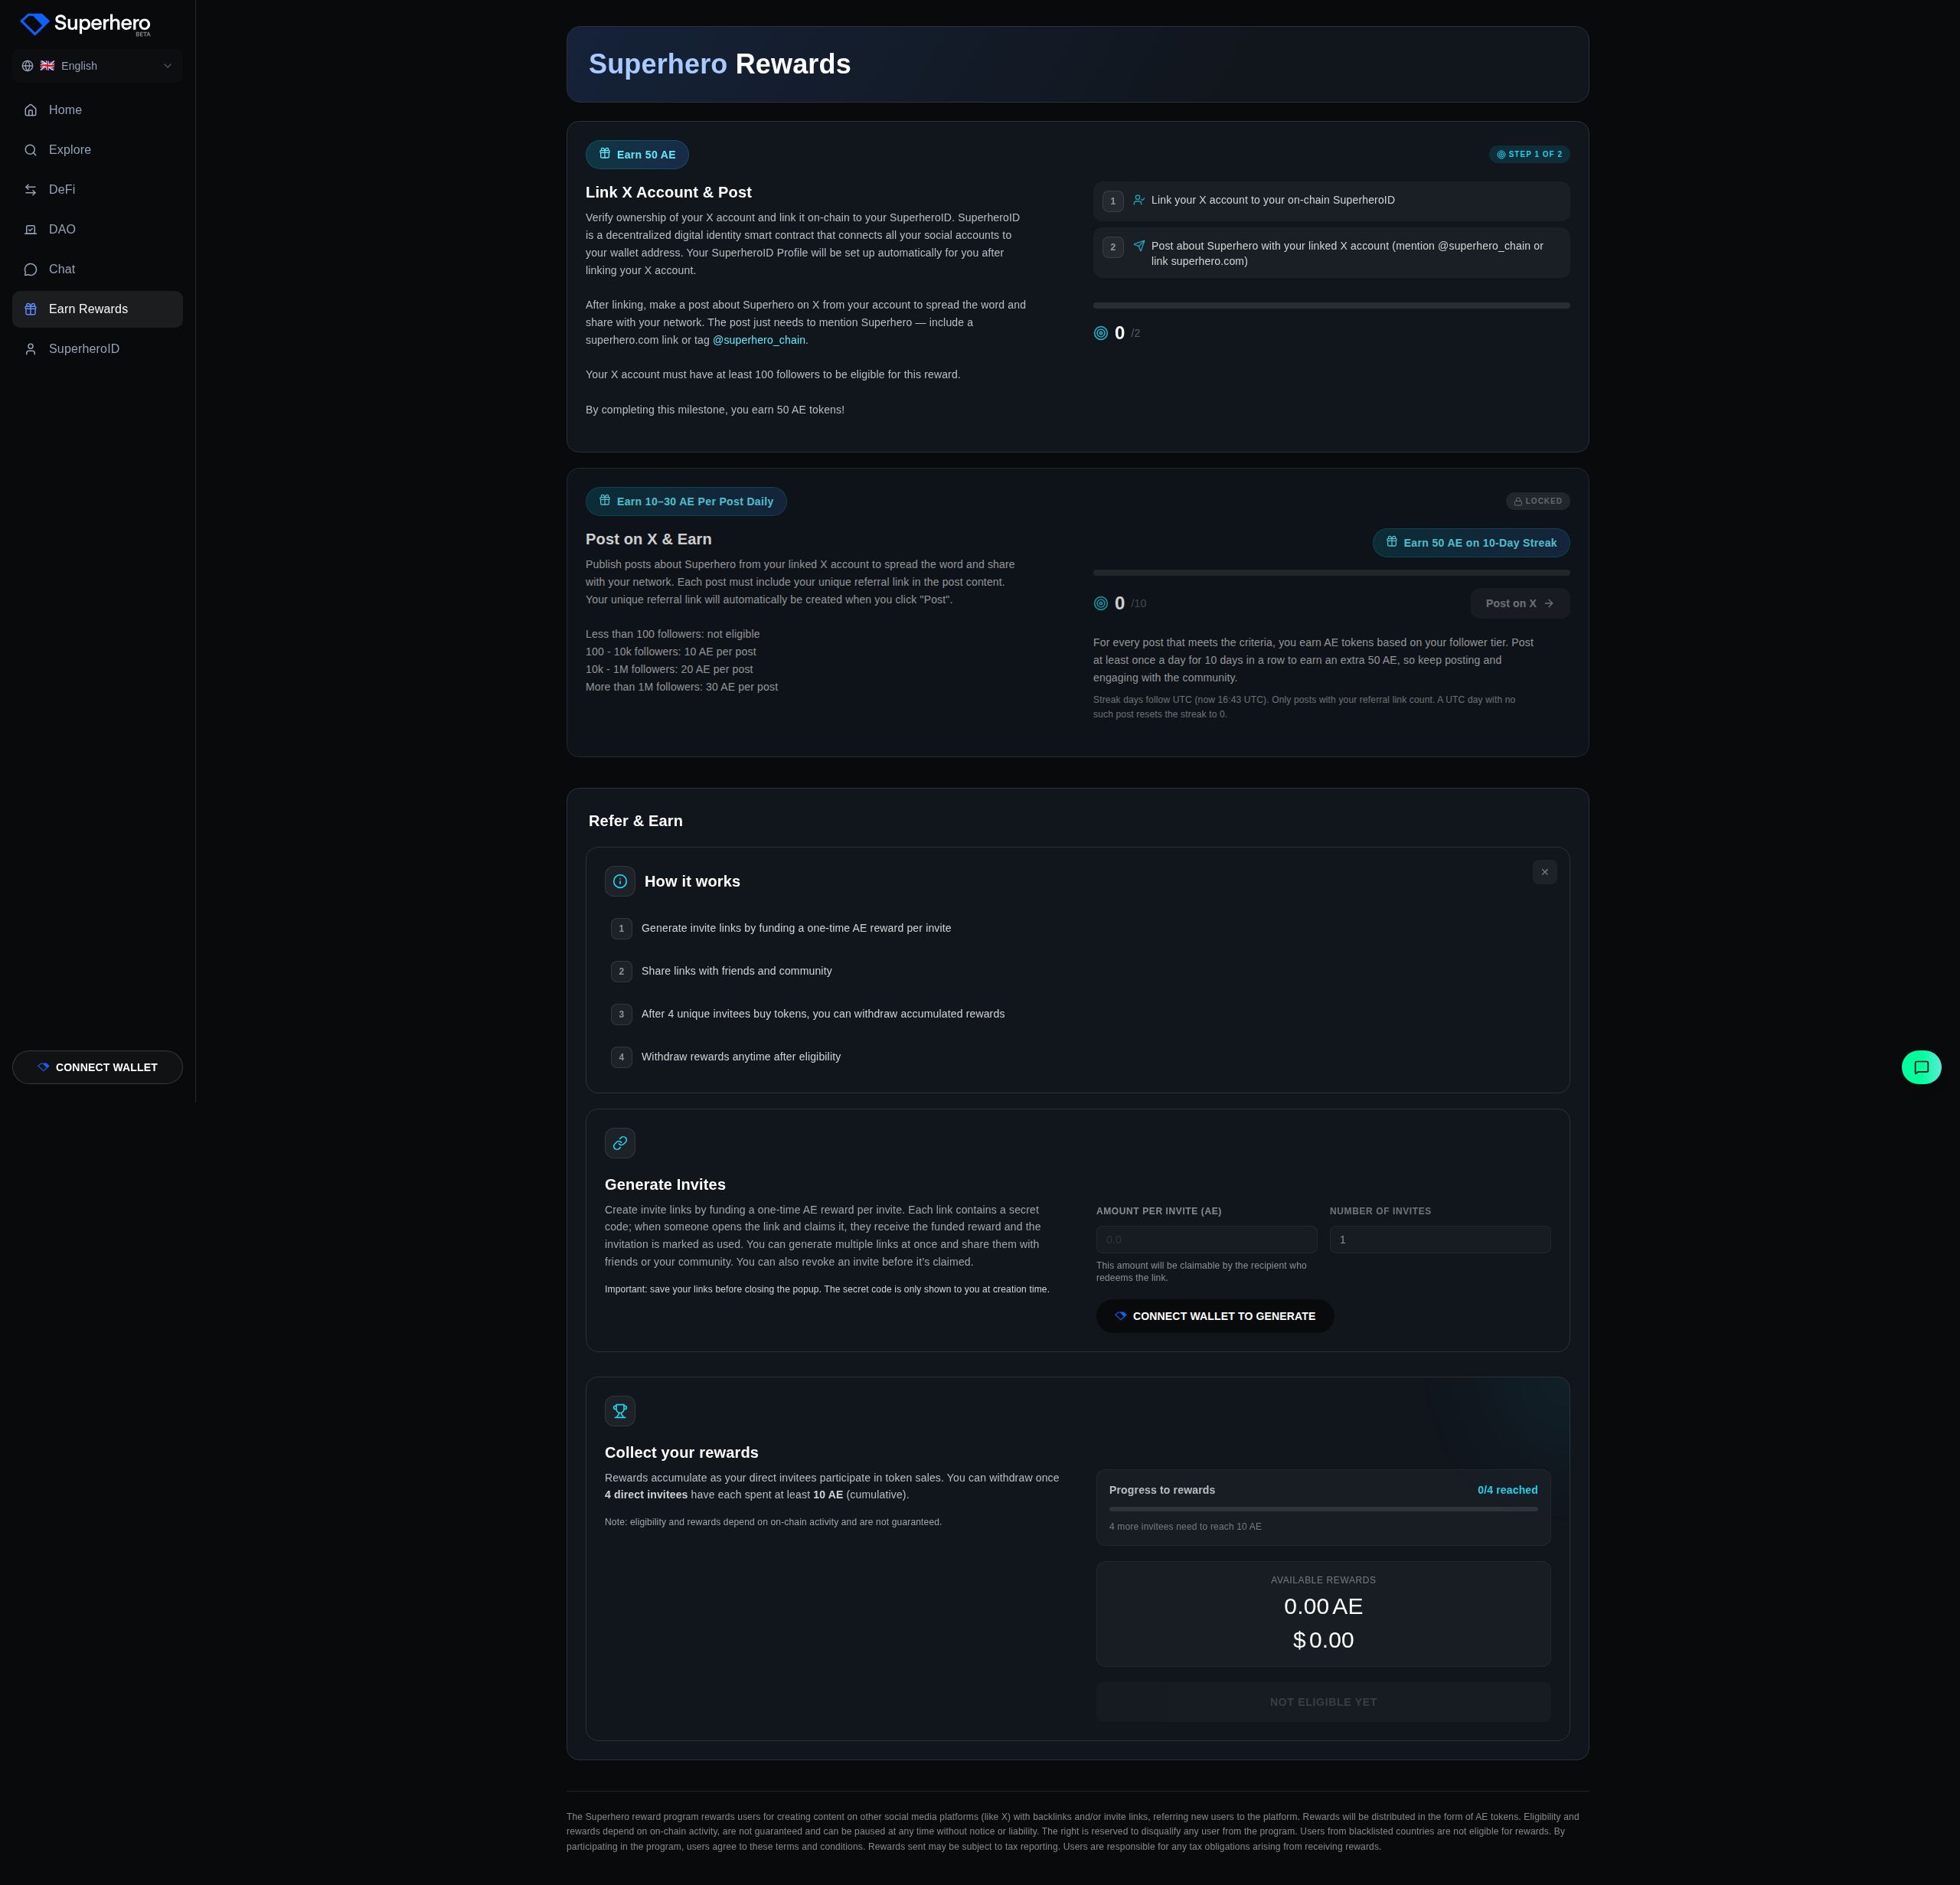 Superhero
BETA
English
Home
Explore
DeFi
DAO
Chat
Earn Rewards
SuperheroID
CONNECT WALLET
Superhero Rewards
Earn 50 AE
STEP 1 OF 2
Link X Account & Post
Verify ownership of your X account and link it on-chain to your SuperheroID. SuperheroID
is a decentralized digital identity smart contract that connects all your social accounts to
your wallet address. Your SuperheroID Profile will be set up automatically for you after
linking your X account.
After linking, make a post about Superhero on X from your account to spread the word and
share with your network. The post just needs to mention Superhero — include a
superhero.com link or tag @superhero_chain.
Your X account must have at least 100 followers to be eligible for this reward.
By completing this milestone, you earn 50 AE tokens!
1 Link your X account to your on-chain SuperheroID
2 Post about Superhero with your linked X account (mention @superhero_chain or
link superhero.com)
0 /2
Earn 10–30 AE Per Post Daily
LOCKED
Post on X & Earn
Publish posts about Superhero from your linked X account to spread the word and share
with your network. Each post must include your unique referral link in the post content.
Your unique referral link will automatically be created when you click "Post".
Less than 100 followers: not eligible
100 - 10k followers: 10 AE per post
10k - 1M followers: 20 AE per post
More than 1M followers: 30 AE per post
Earn 50 AE on 10-Day Streak
0 /10
Post on X
For every post that meets the criteria, you earn AE tokens based on your follower tier. Post
at least once a day for 10 days in a row to earn an extra 50 AE, so keep posting and
engaging with the community.
Streak days follow UTC (now 16:43 UTC). Only posts with your referral link count. A UTC day with no
such post resets the streak to 0.
Refer & Earn
How it works
1 Generate invite links by funding a one-time AE reward per invite
2 Share links with friends and community
3 After 4 unique invitees buy tokens, you can withdraw accumulated rewards
4 Withdraw rewards anytime after eligibility
Generate Invites
Create invite links by funding a one-time AE reward per invite. Each link contains a secret
code; when someone opens the link and claims it, they receive the funded reward and the
invitation is marked as used. You can generate multiple links at once and share them with
friends or your community. You can also revoke an invite before it's claimed.
Important: save your links before closing the popup. The secret code is only shown to you at creation time.
AMOUNT PER INVITE (AE)
0.0
This amount will be claimable by the recipient who
redeems the link.
NUMBER OF INVITES
1
CONNECT WALLET TO GENERATE
Collect your rewards
Rewards accumulate as your direct invitees participate in token sales. You can withdraw once
4 direct invitees have each spent at least 10 AE (cumulative).
Note: eligibility and rewards depend on on-chain activity and are not guaranteed.
Progress to rewards
0/4 reached
4 more invitees need to reach 10 AE
AVAILABLE REWARDS
0.00 AE
$ 0.00
NOT ELIGIBLE YET
The Superhero reward program rewards users for creating content on other social media platforms (like X) with backlinks and/or invite links, referring new users to the platform. Rewards will be distributed in the form of AE tokens. Eligibility and
rewards depend on on-chain activity, are not guaranteed and can be paused at any time without notice or liability. The right is reserved to disqualify any user from the program. Users from blacklisted countries are not eligible for rewards. By
participating in the program, users agree to these terms and conditions. Rewards sent may be subject to tax reporting. Users are responsible for any tax obligations arising from receiving rewards.